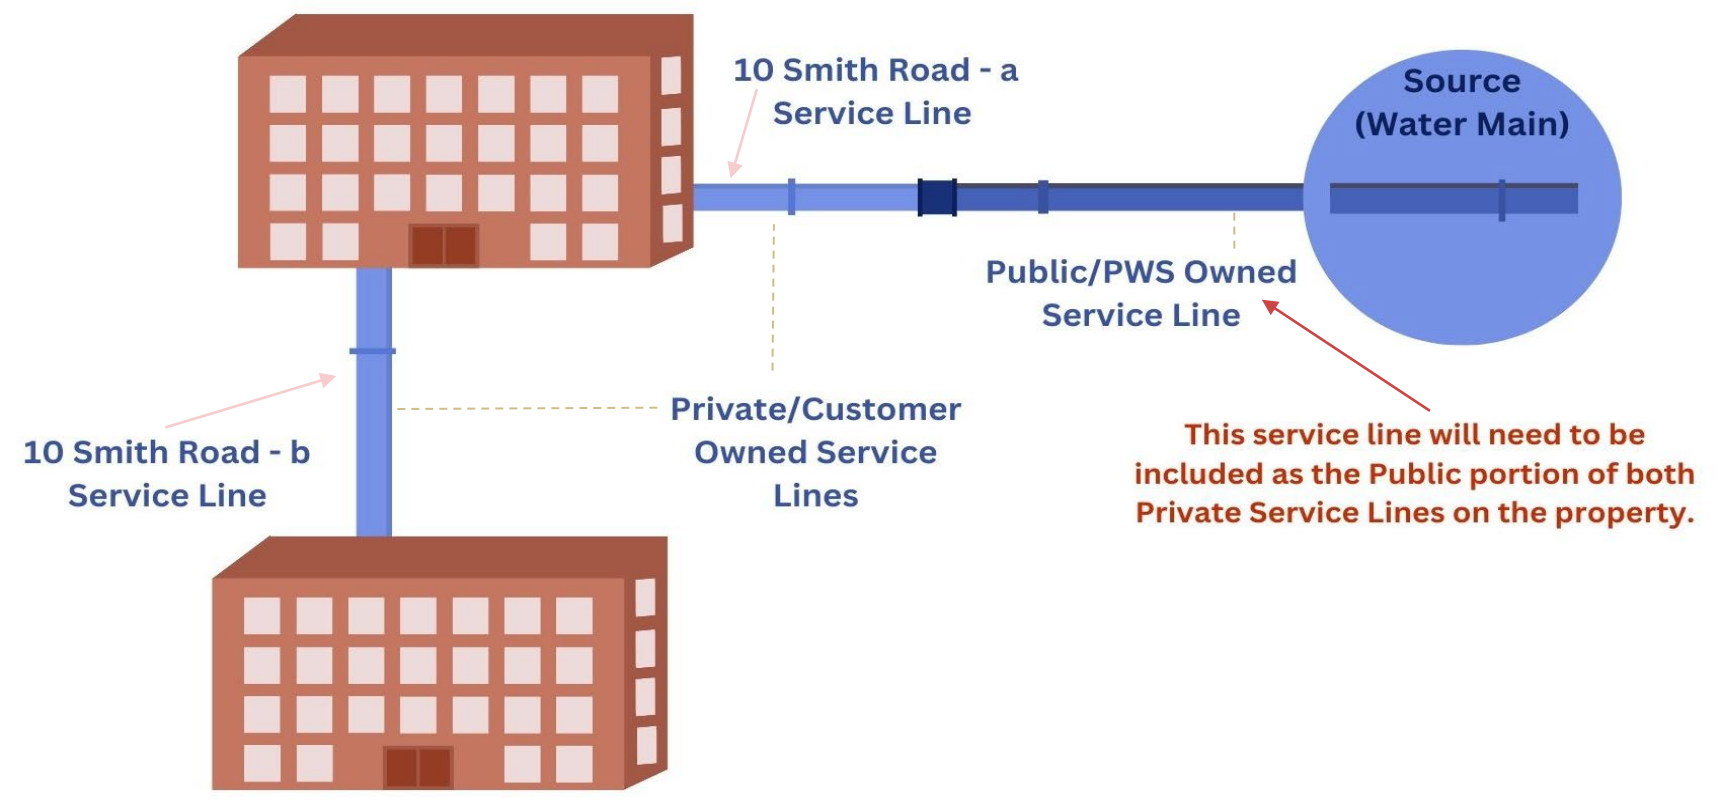 10 Smith Road - a
Service Line
Source
(Water Main)
Public/PWS Owned
Service Line
10 Smith Road - b
Service Line
Private/Customer
Owned Service
Lines
This service line will need to be
included as the Public portion of both
Private Service Lines on the property.